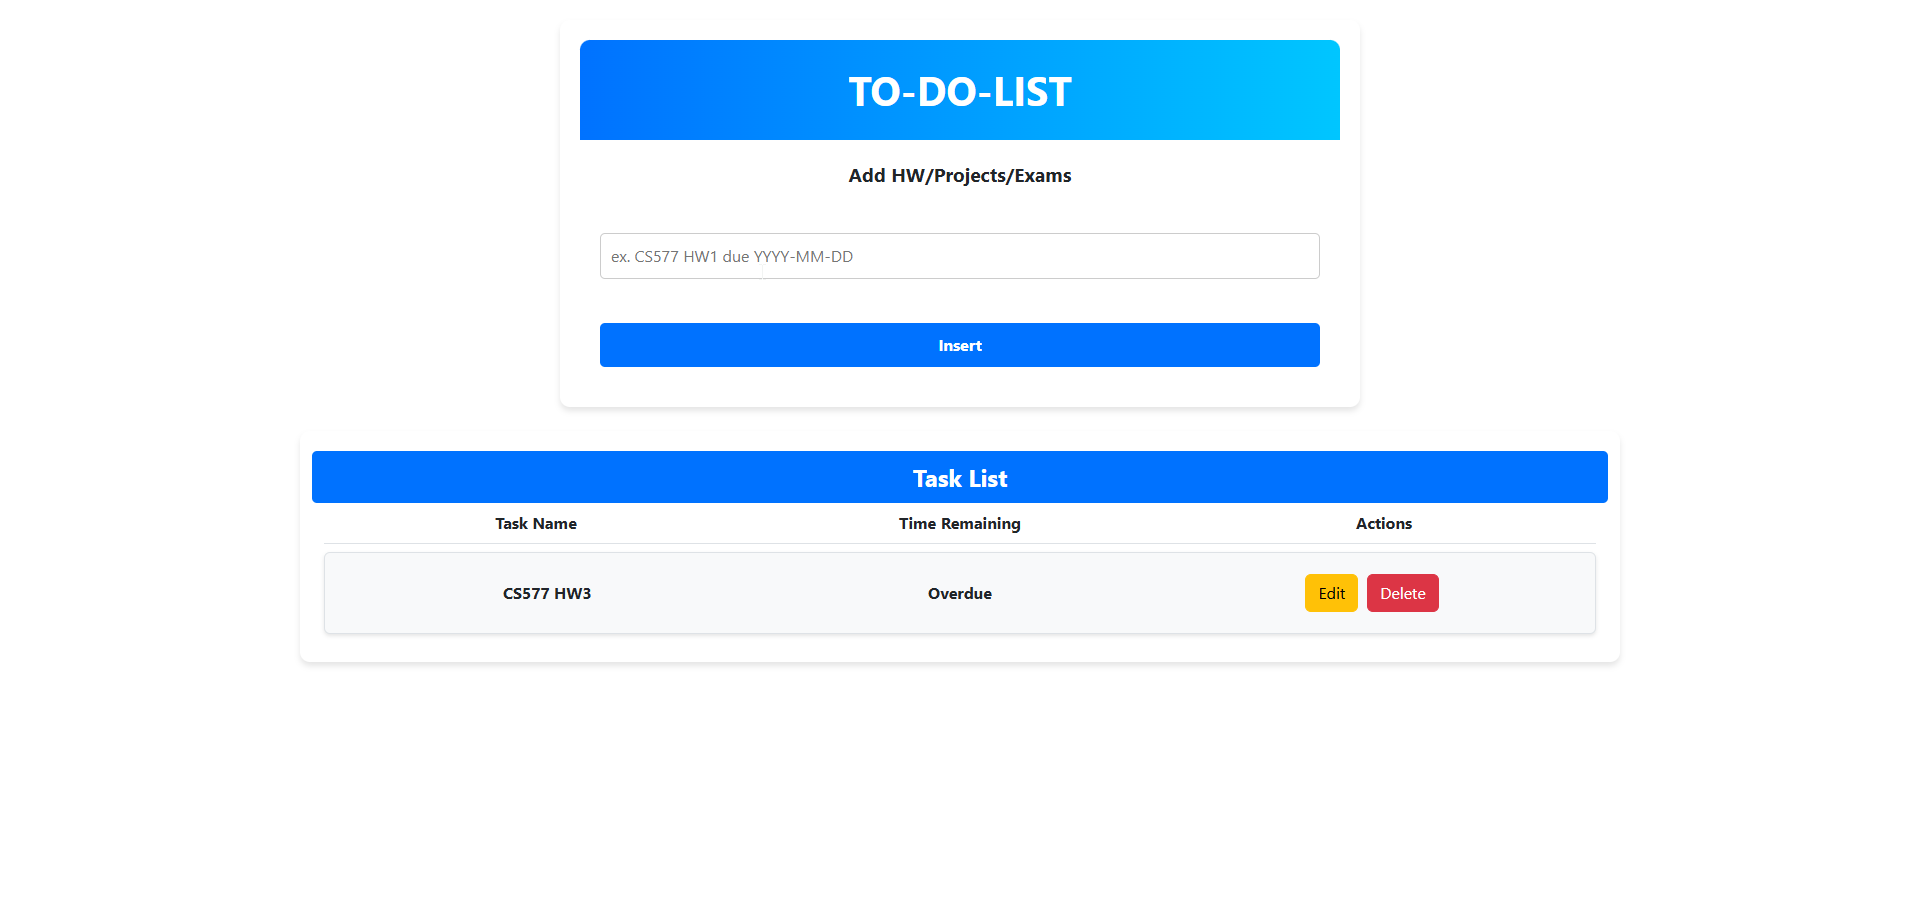 TO-DO-LIST
Add HW/Projects/Exams
ex. CS577 HW1 due YYYY-MM-DD
Insert
Task List
Task Name Time Remaining Actions
CS577 HW3 Overdue Edit Delete